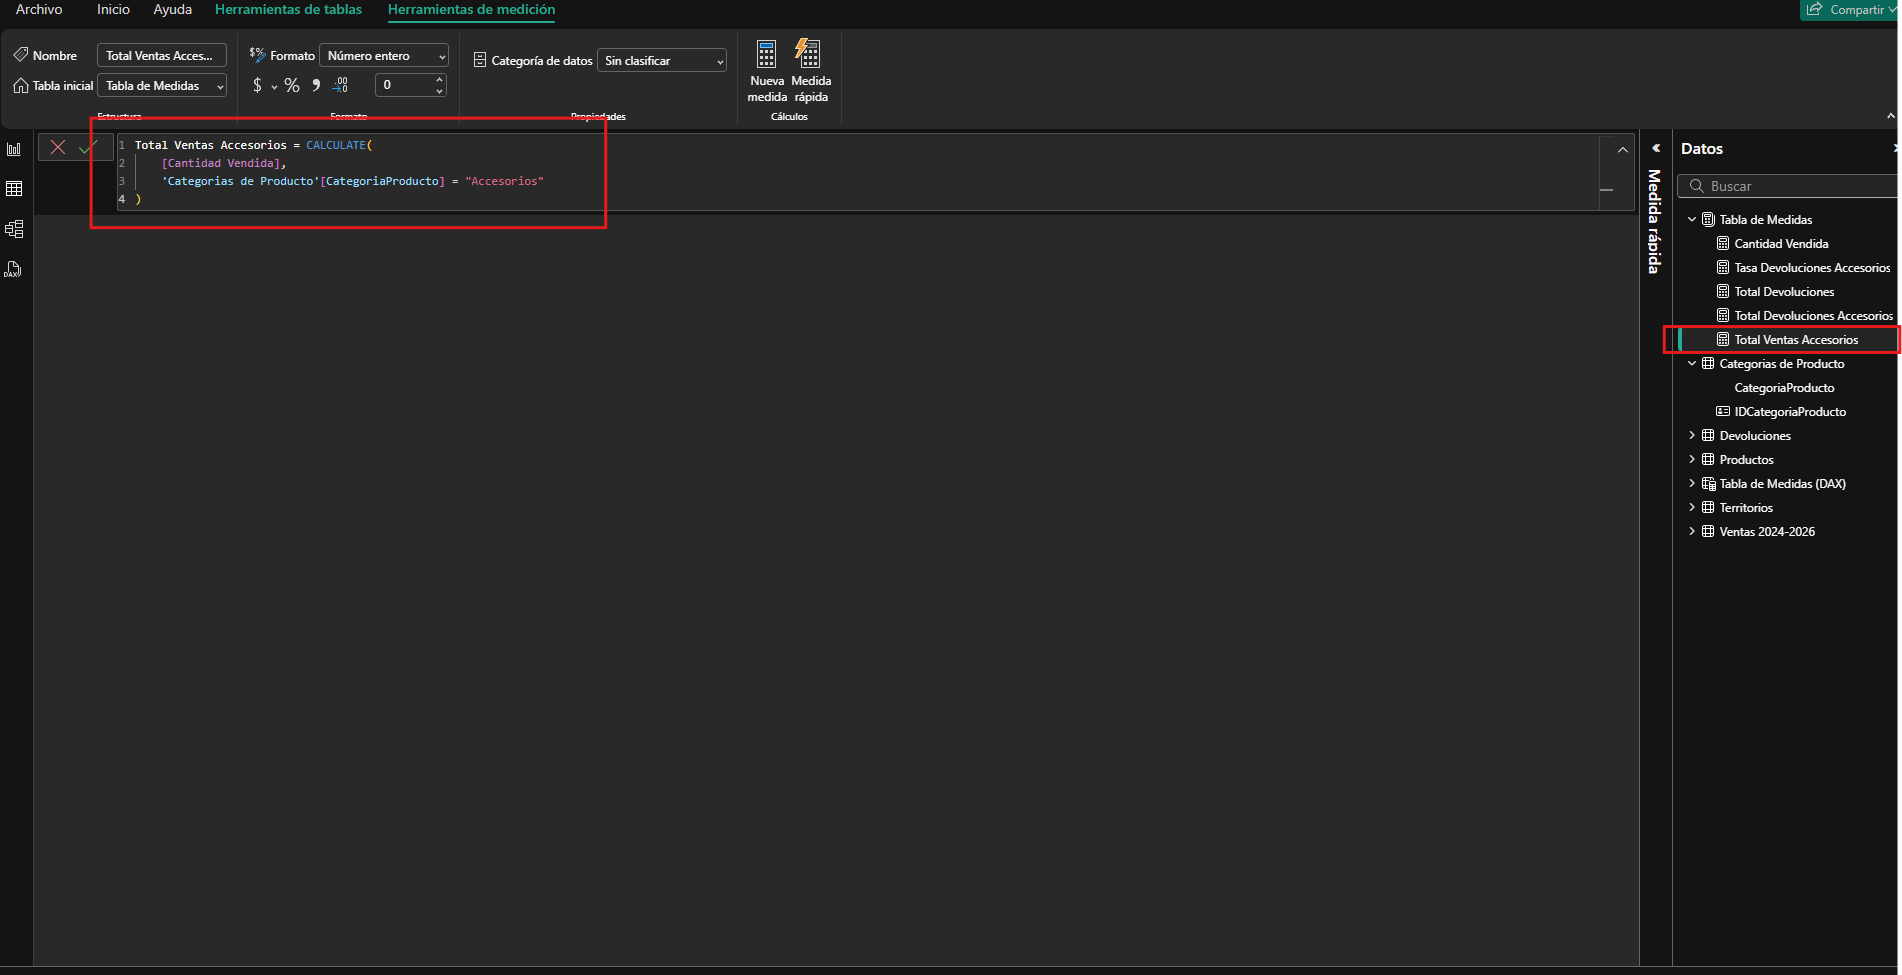 Archivo Inicio Ayuda Herramientas de tablas Herramientas de medición Compartir
Nombre Total Ventas Acces...
Tabla inicial Tabla de Medidas
Estructura
$% Formato Número entero
$ % , .00 →.0 0
Formato
Categoría de datos Sin clasificar
Propiedades
Nueva medida
Medida rápida
Cálculos
1 Total Ventas Accesorios = CALCULATE(
2 [Cantidad Vendida],
3 'Categorias de Producto'[CategoriaProducto] = "Accesorios"
4 )
DAX
Medida rápida
Datos
Buscar
Tabla de Medidas
Cantidad Vendida
Tasa Devoluciones Accesorios
Total Devoluciones
Total Devoluciones Accesorios
Total Ventas Accesorios
Categorias de Producto
CategoriaProducto
IDCategoriaProducto
Devoluciones
Productos
Tabla de Medidas (DAX)
Territorios
Ventas 2024-2026